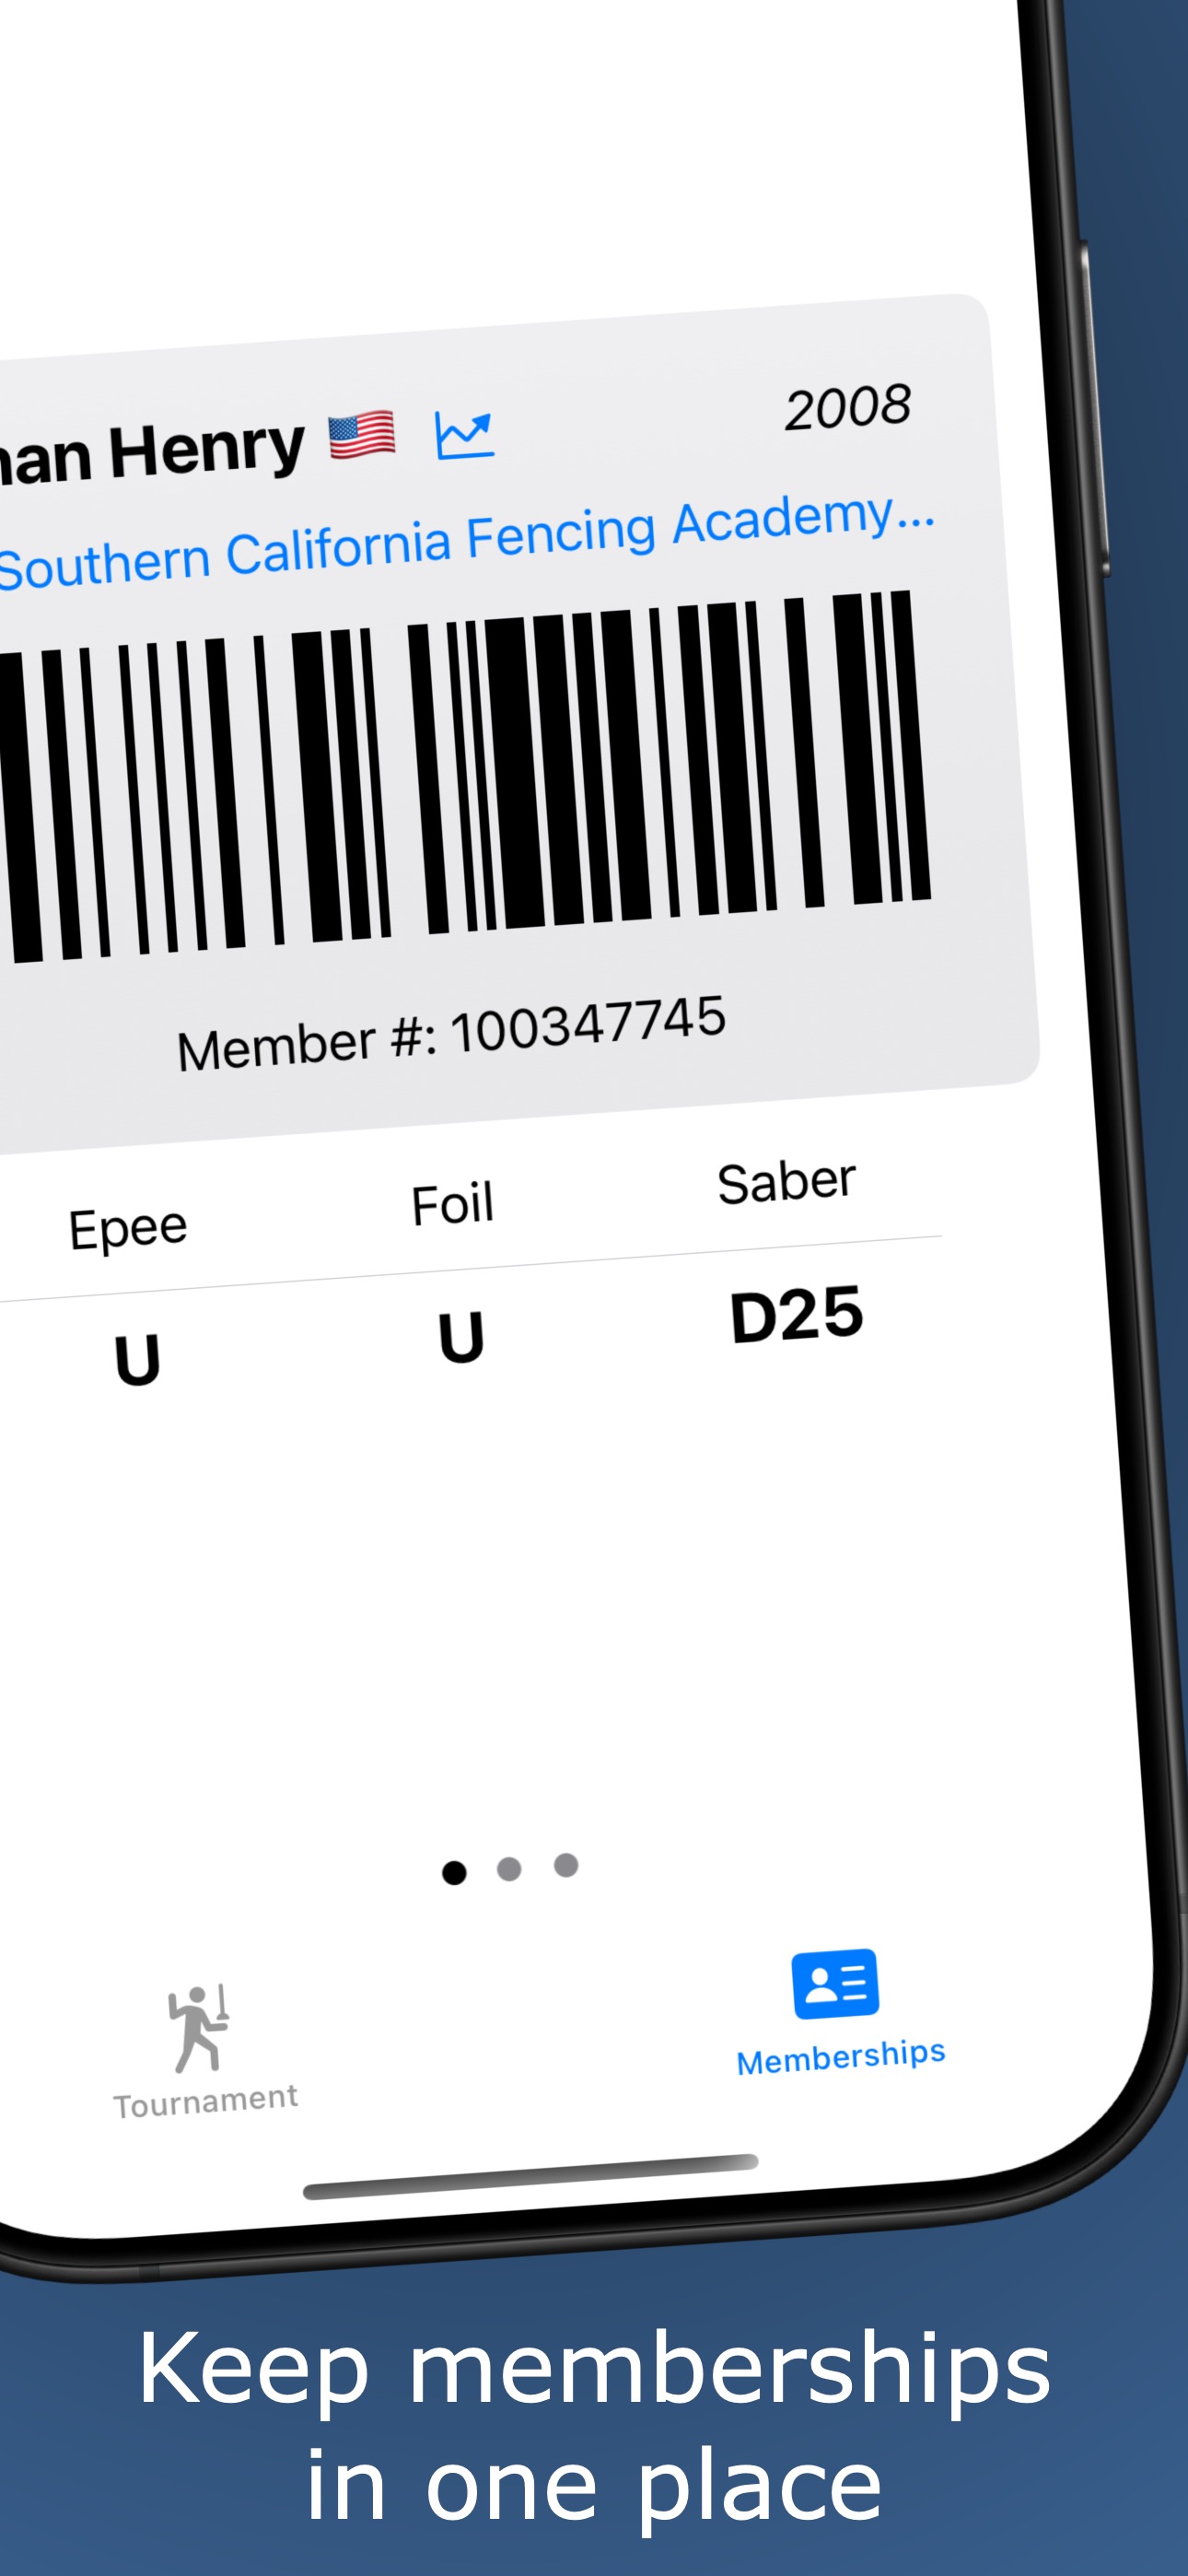 2008
nan Henry
Southern California Fencing Academy...
Member #: 100347745
Epee Foil Saber
U U D25
Tournament Memberships
Keep memberships
in one place